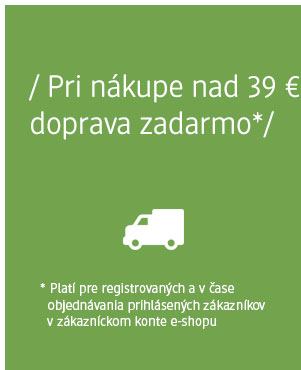 / Pri nákupe nad 39 €
doprava zadarmo*/
* Platí pre registrovaných a v čase
objednávania prihlásených zákazníkov
v zákazníckom konte e-shopu